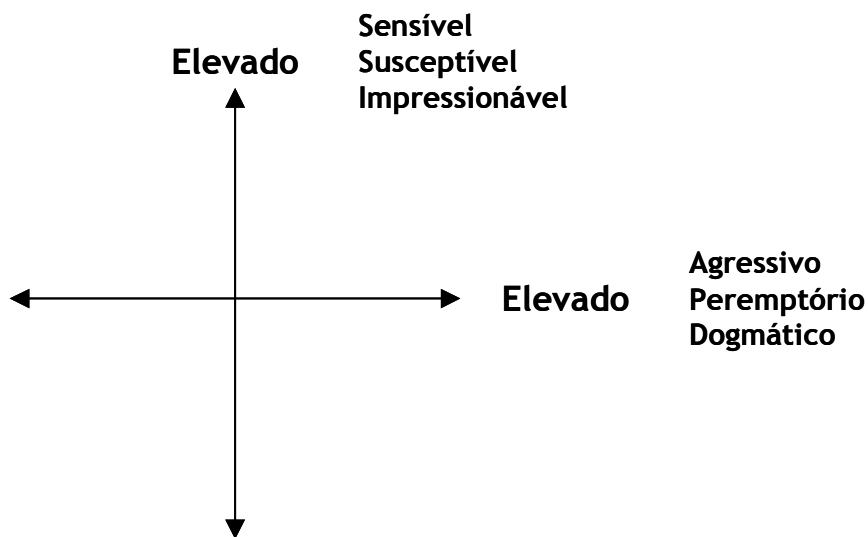 Sensível
Elevado
Susceptível
Impressionável
Agressivo
Elevado
Peremptório
Dogmático